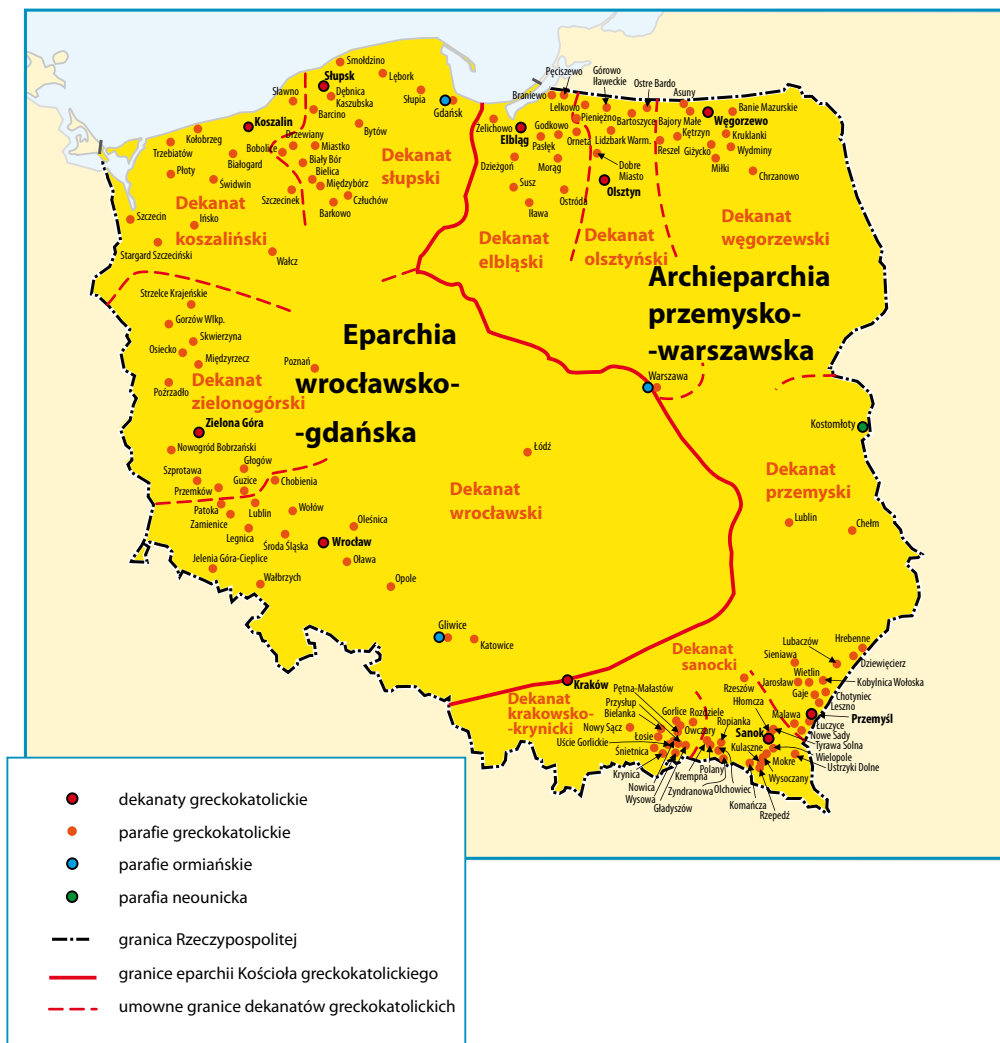 Smołdzino
Słupsk
Lębork
Dębnica
Kaszubska
Słupia
Sławno
Gdańsk
Koszalin
Barcino
Bytów
Kołobrzeg
Drzewiany
Miastko
Trzebiatów
Bobolice
Biały Bór
Białogard
Bielica
Płoty
Świdwin
Międzybórz
Szczecinek
Człuchów
Barkowo
Dekanat
słupski
Szczecin
Ińsko
Dekanat
koszaliński
Stargard Szczeciński
Wałcz
Pęciszewo
Górowo
Iławeckie
Ostre Bardo
Asuny
Braniewo
Lelkowo
Banie Mazurskie
Żelichowo
Pieniężno
Bartoszyce
Bajory Małe
Węgorzewo
Elbląg
Godkowo
Lidzbark Warm.
Kętrzyn
Kruklanki
Pasłęk
Orneta
Reszel
Giżycko
Wydminy
Dzieżgoń
Morąg
Dobre
Miasto
Miłki
Chrzanowo
Susz
Olsztyn
Ostróda
Iława
Dekanat
elbląski
Dekanat
olsztyński
Dekanat
węgorzewski
Strzelce Krajeńskie
Gorzów Wlkp.
Skwierzyna
Osiecko
Międzyrzecz
Poznań
Poźrzadło
Dekanat
zielonogórski
Zielona Góra
Eparchia
wrocławsko-
-gdańska
Archieparchia
przemysko-
-warszawska
Warszawa
Kostomłoty
Nowogród Bobrzański
Łódź
Głogów
Szprotawa
Guzice
Chobienia
Przemków
Patoka
Lublin
Wołów
Zamienice
Oleśnica
Legnica
Środa Śląska
Wrocław
Jelenia Góra-Cieplice
Oława
Wałbrzych
Opole
Dekanat
wrocławski
Dekanat
przemyski
Lublin
Chełm
Gliwice
Katowice
Kraków
Dekanat
sanocki
Dekanat
krakowsko-
-krynicki
Lubaczów
Hrebenne
Sieniawa
Dziewięcierz
Wietlin
Rzeszów
Jarosław
Kobylnica Wołoska
Gaje
Chotyniec
Hłomcza
Leszno
Malawa
Przemyśl
Łuczyce
Sanok
Nowe Sady
Tyrawa Solna
Kulaszne
Wielopole
Mokre
Ustrzyki Dolne
Wysoczany
Pętna-Małastów
Przysłup
Bielanka
Gorlice
Rozdziele
Ropianka
Nowy Sącz
Łosie
Owczary
Uście Gorlickie
Śnietnica
Krynica
Krempna
Polany
Olchowiec
Nowica
Zyndranowa
Wysowa
Komańcza
Gładyszów
Rzepedź
dekanaty greckokatolickie
parafie greckokatolickie
parafie ormiańskie
parafia neounicka
granica Rzeczypospolitej
granice eparchii Kościoła greckokatolickiego
umowne granice dekanatów greckokatolickich